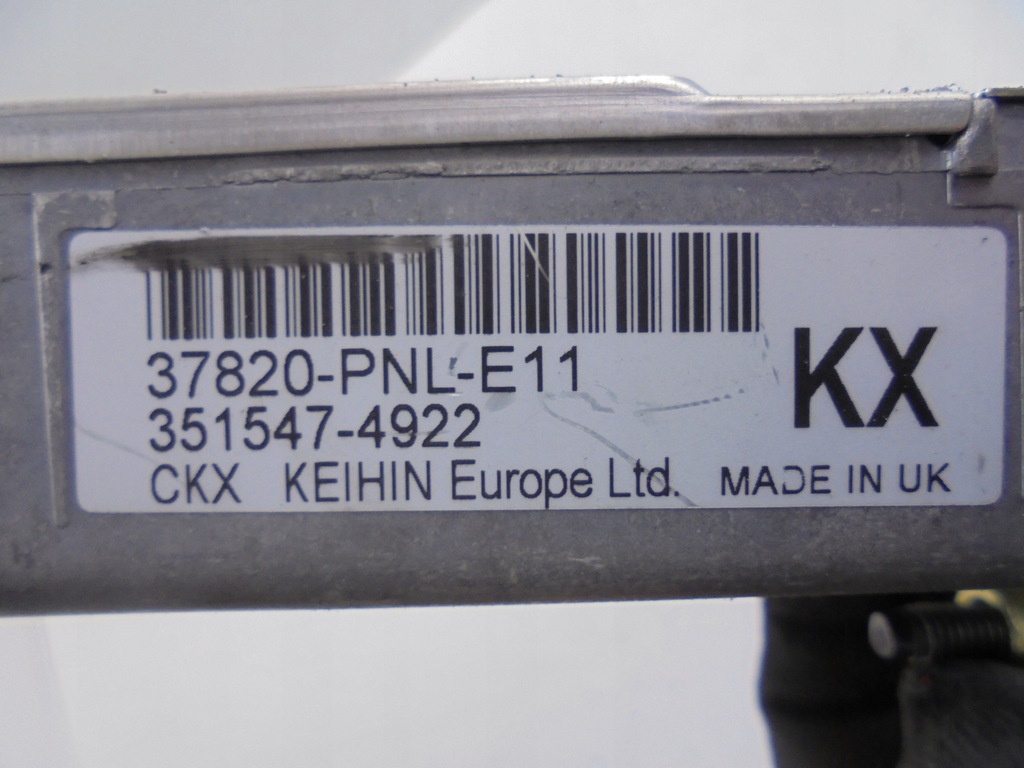 37820-PNL-E11
351547-4922
KX
CKX KEIHIN Europe Ltd. MADE IN UK